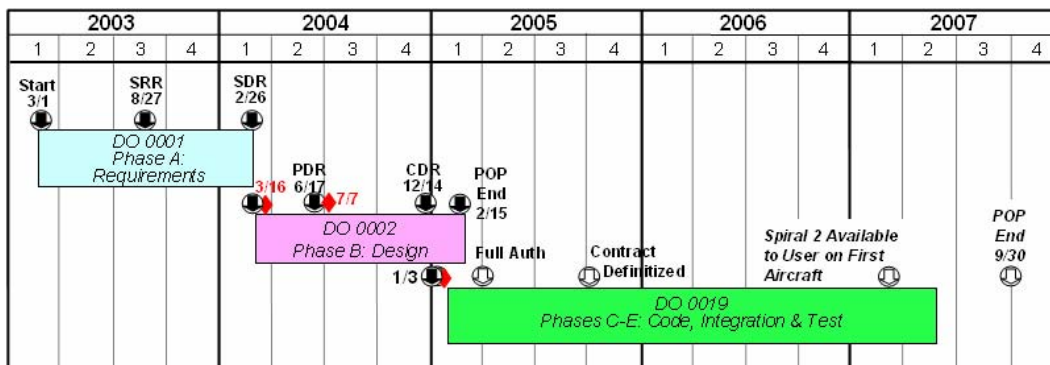 2003 2004 2005 2006 2007
1 2 3 4 1 2 3 4 1 2 3 4 1 2 3 4 1 2 3 4
Start
3/1
SRR
8/27
SDR
2/26
DO 0001
Phase A:
Requirements
3/16
PDR
6/17
7/7
CDR
12/14
POP
End
2/15
DO 0002
Phase B: Design
1/3
Full Auth
Contract
Definitized
Spiral 2 Available
to User on First
Aircraft
POP
End
9/30
DO 0019
Phases C-E: Code, Integration & Test